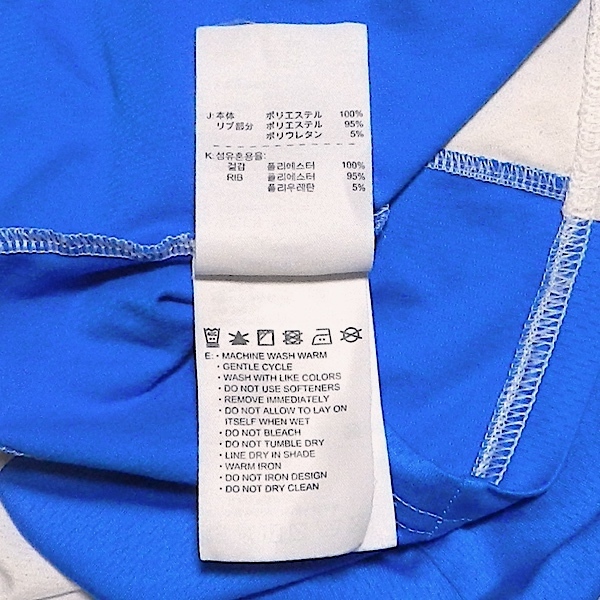 J: 本体 ポリエステル 100%
リブ部分 ポリエステル 95%
ポリウレタン 5%
K: 섬유혼용율:
겉감 폴리에스터 100%
RIB 폴리에스터 95%
폴리우레탄 5%
E: • MACHINE WASH WARM
• GENTLE CYCLE
• WASH WITH LIKE COLORS
• DO NOT USE SOFTENERS
• REMOVE IMMEDIATELY
• DO NOT ALLOW TO LAY ON
ITSELF WHEN WET
• DO NOT BLEACH
• DO NOT TUMBLE DRY
• LINE DRY IN SHADE
• WARM IRON
• DO NOT IRON DESIGN
• DO NOT DRY CLEAN